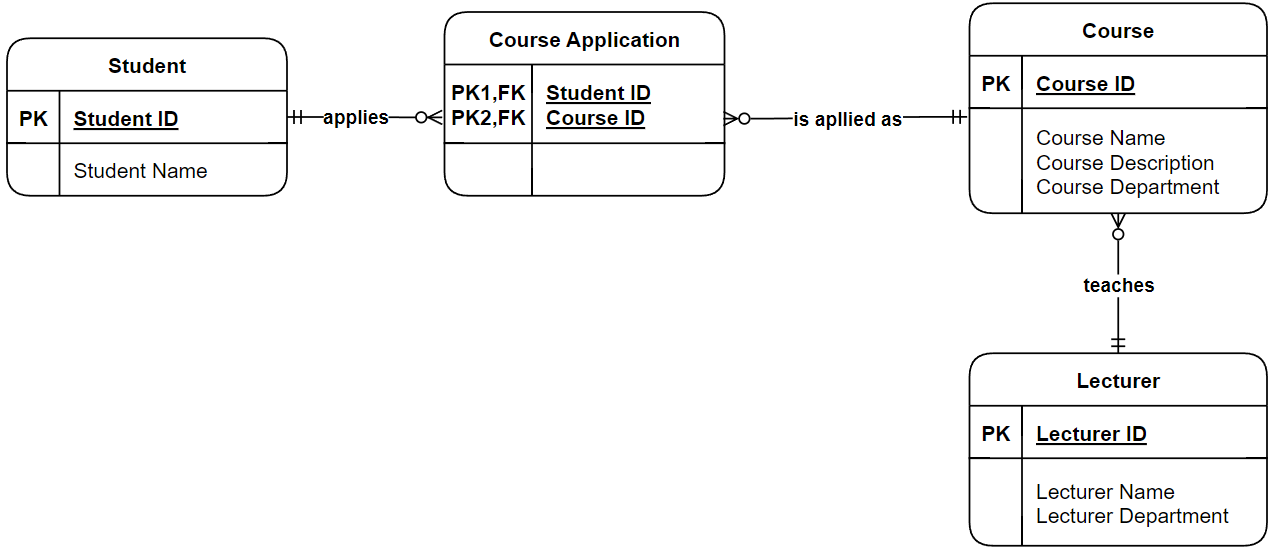 Student
PK Student ID
Student Name
applies
Course Application
PK1,FK Student ID
PK2,FK Course ID
is apllied as
Course
PK Course ID
Course Name
Course Description
Course Department
teaches
Lecturer
PK Lecturer ID
Lecturer Name
Lecturer Department